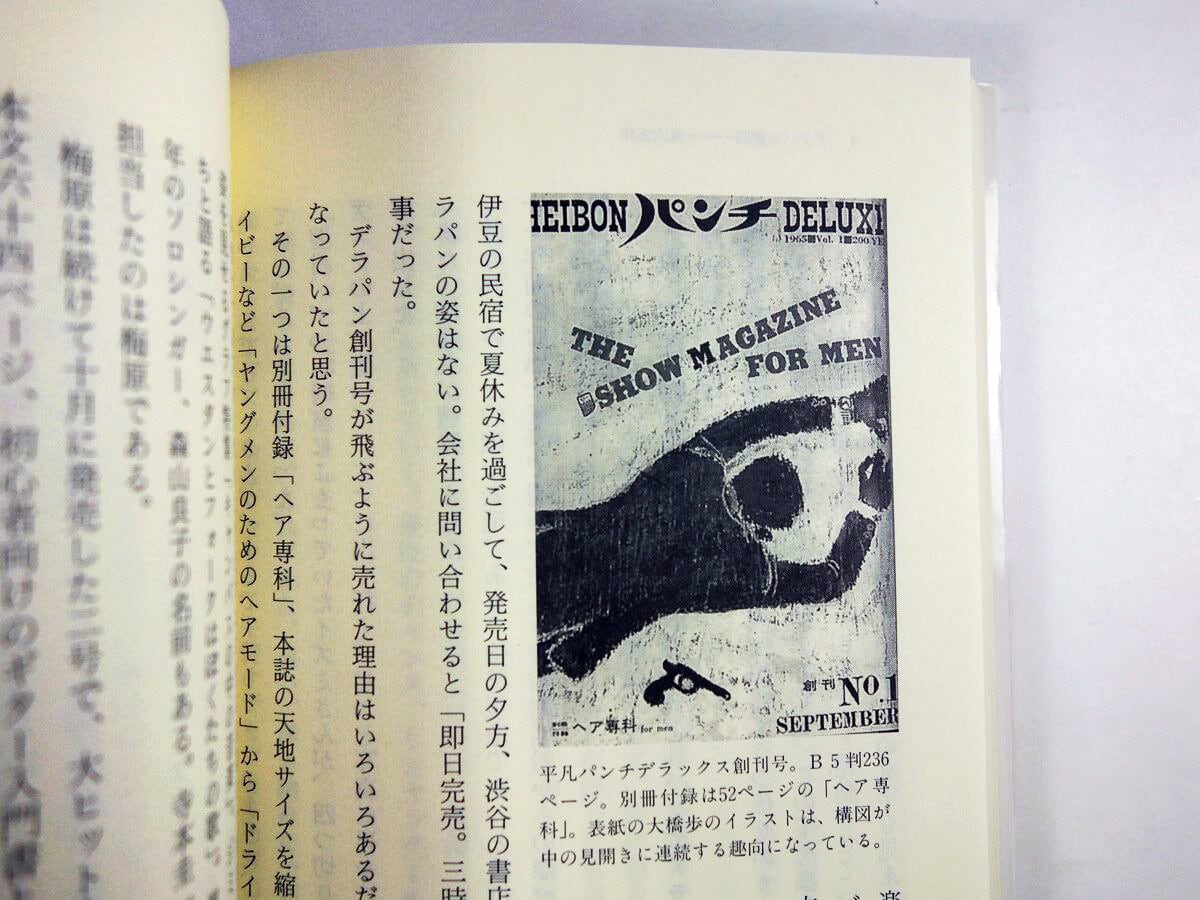 HEIBON パンチ DELUXE
1965 Vol. 1 200 YE
THE
SHOW MAGAZINE
FOR MEN
創刊 No.1
SEPTEMBER
ヘア専科 for men
平凡パンチデラックス創刊号。B5判236
ページ。別冊付録は52ページの「ヘア専
科」。表紙の大橋歩のイラストは、構図が
中の見開きに連続する趣向になっている。
伊豆の民宿で夏休みを過ごして、発売日の夕方、渋谷の書店
ラパンの姿はない。会社に問い合わせると「即日完売。三時
事だった。
デラパン創刊号が飛ぶように売れた理由はいろいろあるだ
なっていたと思う。
その一つは別冊付録「ヘア専科」、本誌の天地サイズを縮
イビーなど「ヤングメンのためのヘアモード」から「ドライ
年のソロシンガー、森山良子の名前もある。
担当したのは梅原である。
梅原は続けて十月に発売した二号で、大ヒット
本文六十四ページ、初心者向けのギター入門書